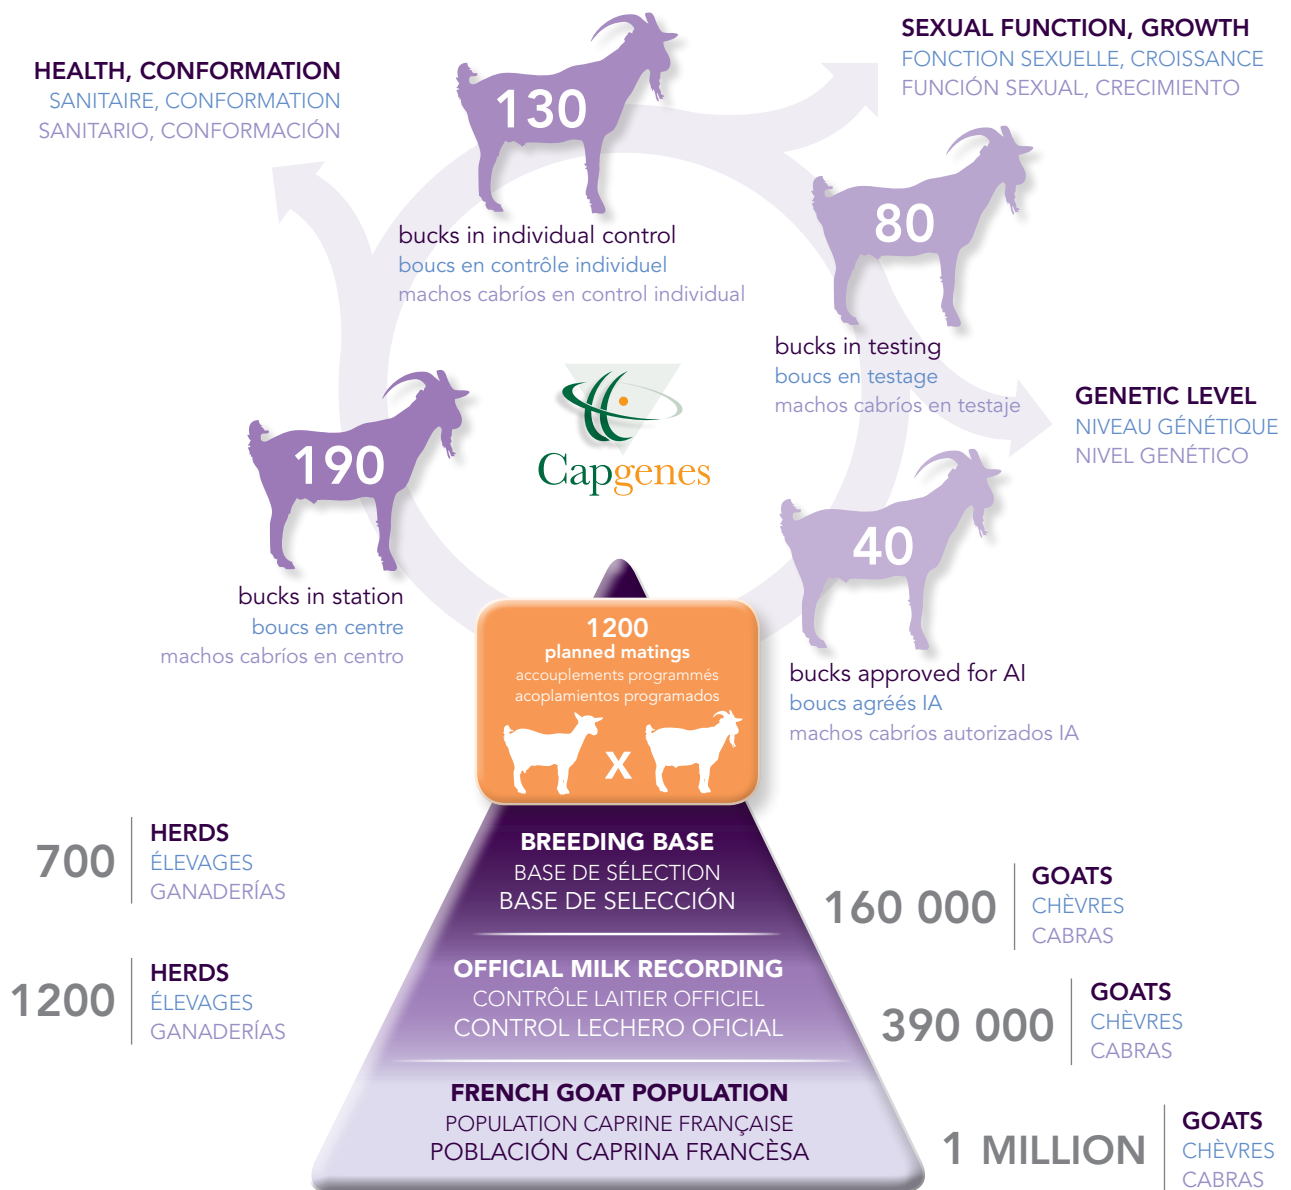 SEXUAL FUNCTION, GROWTH
FONCTION SEXUELLE, CROISSANCE
FUNCIÓN SEXUAL, CRECIMIENTO
HEALTH, CONFORMATION
SANITAIRE, CONFORMATION
SANITARIO, CONFORMACIÓN
130
bucks in individual control
boucs en contrôle individuel
machos cabríos en control individual
80
bucks in testing
boucs en testage
machos cabríos en testaje
GENETIC LEVEL
NIVEAU GÉNÉTIQUE
NIVEL GENÉTICO
Capgenes
190
bucks in station
boucs en centre
machos cabríos en centro
40
bucks approved for AI
boucs agréés IA
machos cabríos autorizados IA
1200
planned matings
accouplements programmés
acoplamientos programados
X
700
HERDS
ÉLEVAGES
GANADERÍAS
BREEDING BASE
BASE DE SÉLECTION
BASE DE SELECCIÓN
160 000
GOATS
CHÈVRES
CABRAS
1200
HERDS
ÉLEVAGES
GANADERÍAS
OFFICIAL MILK RECORDING
CONTRÔLE LAITIER OFFICIEL
CONTROL LECHERO OFICIAL
390 000
GOATS
CHÈVRES
CABRAS
FRENCH GOAT POPULATION
POPULATION CAPRINE FRANÇAISE
POBLACIÓN CAPRINA FRANCÈSA
1 MILLION
GOATS
CHÈVRES
CABRAS